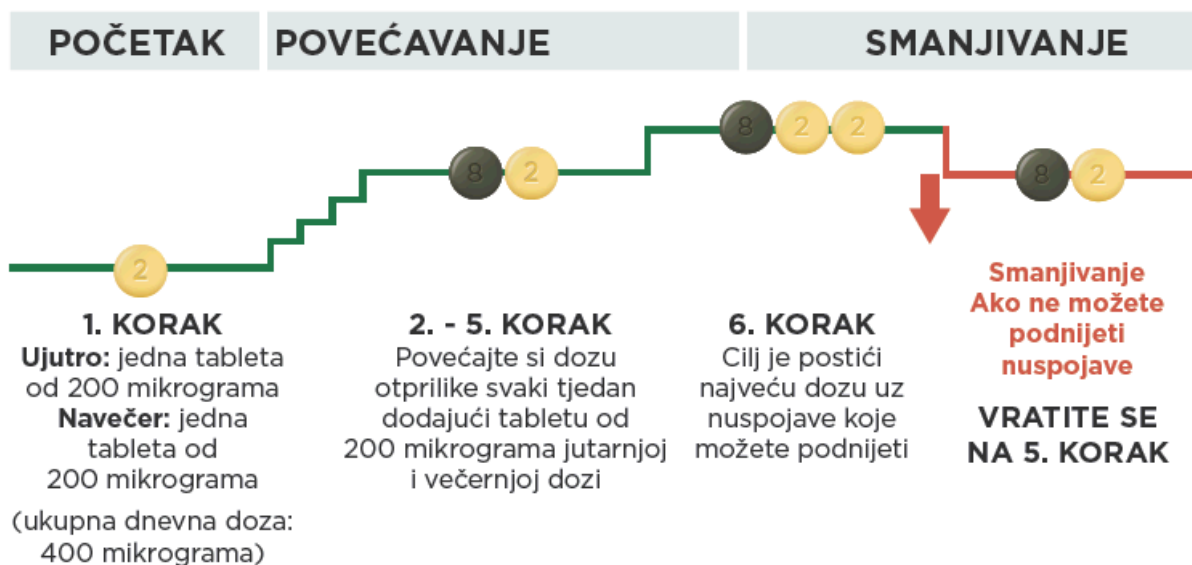 POČETAK
POVEĆAVANJE
SMANJIVANJE
2
8 2
8 2 2
8 2
1. KORAK
Ujutro: jedna tableta
od 200 mikrograma
Navečer: jedna
tableta od
200 mikrograma
(ukupna dnevna doza:
400 mikrograma)
2. - 5. KORAK
Povećajte si dozu
otprilike svaki tjedan
dodajući tabletu od
200 mikrograma jutarnjoj
i večernjoj dozi
6. KORAK
Cilj je postići
najveću dozu uz
nuspojave koje
možete podnijeti
Smanjivanje
Ako ne možete
podnijeti
nuspojave
VRATITE SE
NA 5. KORAK